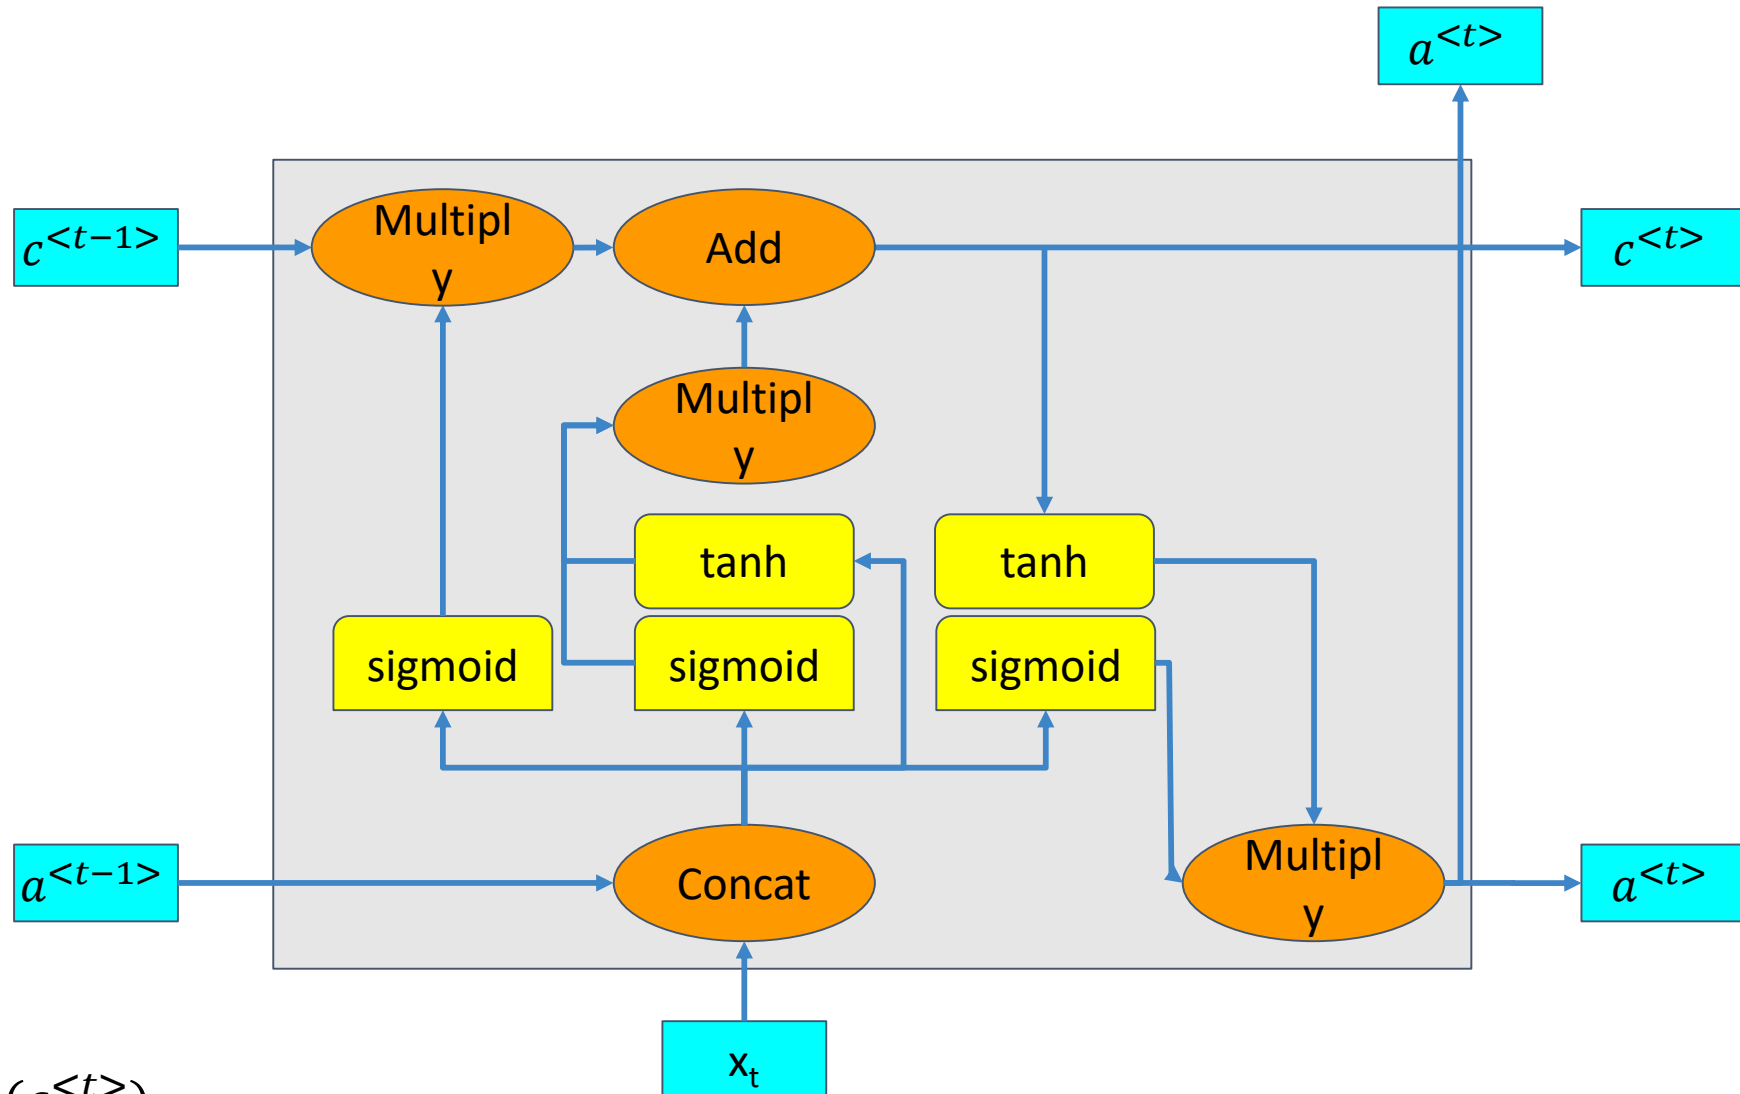 a<t>
Multipl
y
Add
c<t−1>
c<t>
Multipl
y
tanh
tanh
sigmoid
sigmoid
sigmoid
a<t−1>
Concat
Multipl
y
a<t>
xt
(c<t>)